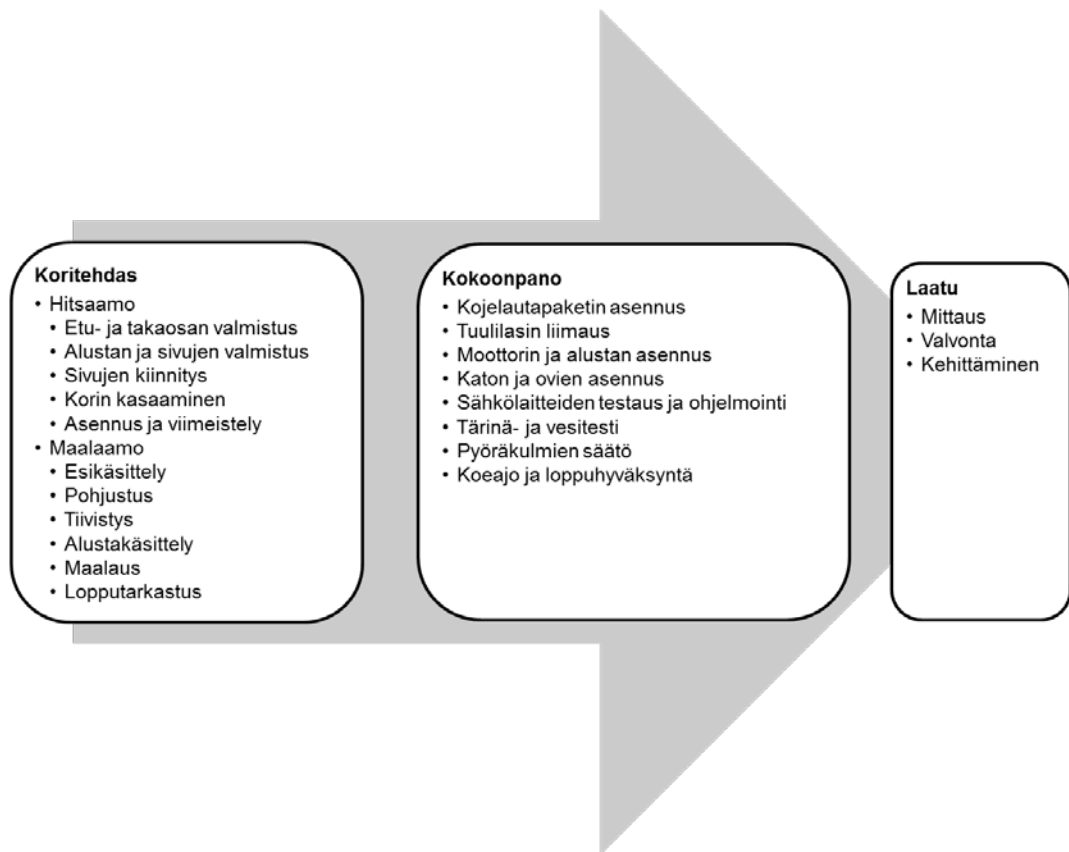 Koritehdas
• Hitsaamo
• Etu- ja takaosan valmistus
• Alustan ja sivujen valmistus
• Sivujen kiinnitys
• Korin kasaaminen
• Asennus ja viimeistely
• Maalaamo
• Esikäsittely
• Pohjustus
• Tiivistys
• Alustakäsittely
• Maalaus
• Lopputarkastus
Kokoonpano
• Kojelautapaketin asennus
• Tuulilasin liimaus
• Moottorin ja alustan asennus
• Katon ja ovien asennus
• Sähkölaitteiden testaus ja ohjelmointi
• Tärinä- ja vesitesti
• Pyöräkulmien säätö
• Koeajo ja loppuhyväksyntä
Laatu
• Mittaus
• Valvonta
• Kehittäminen